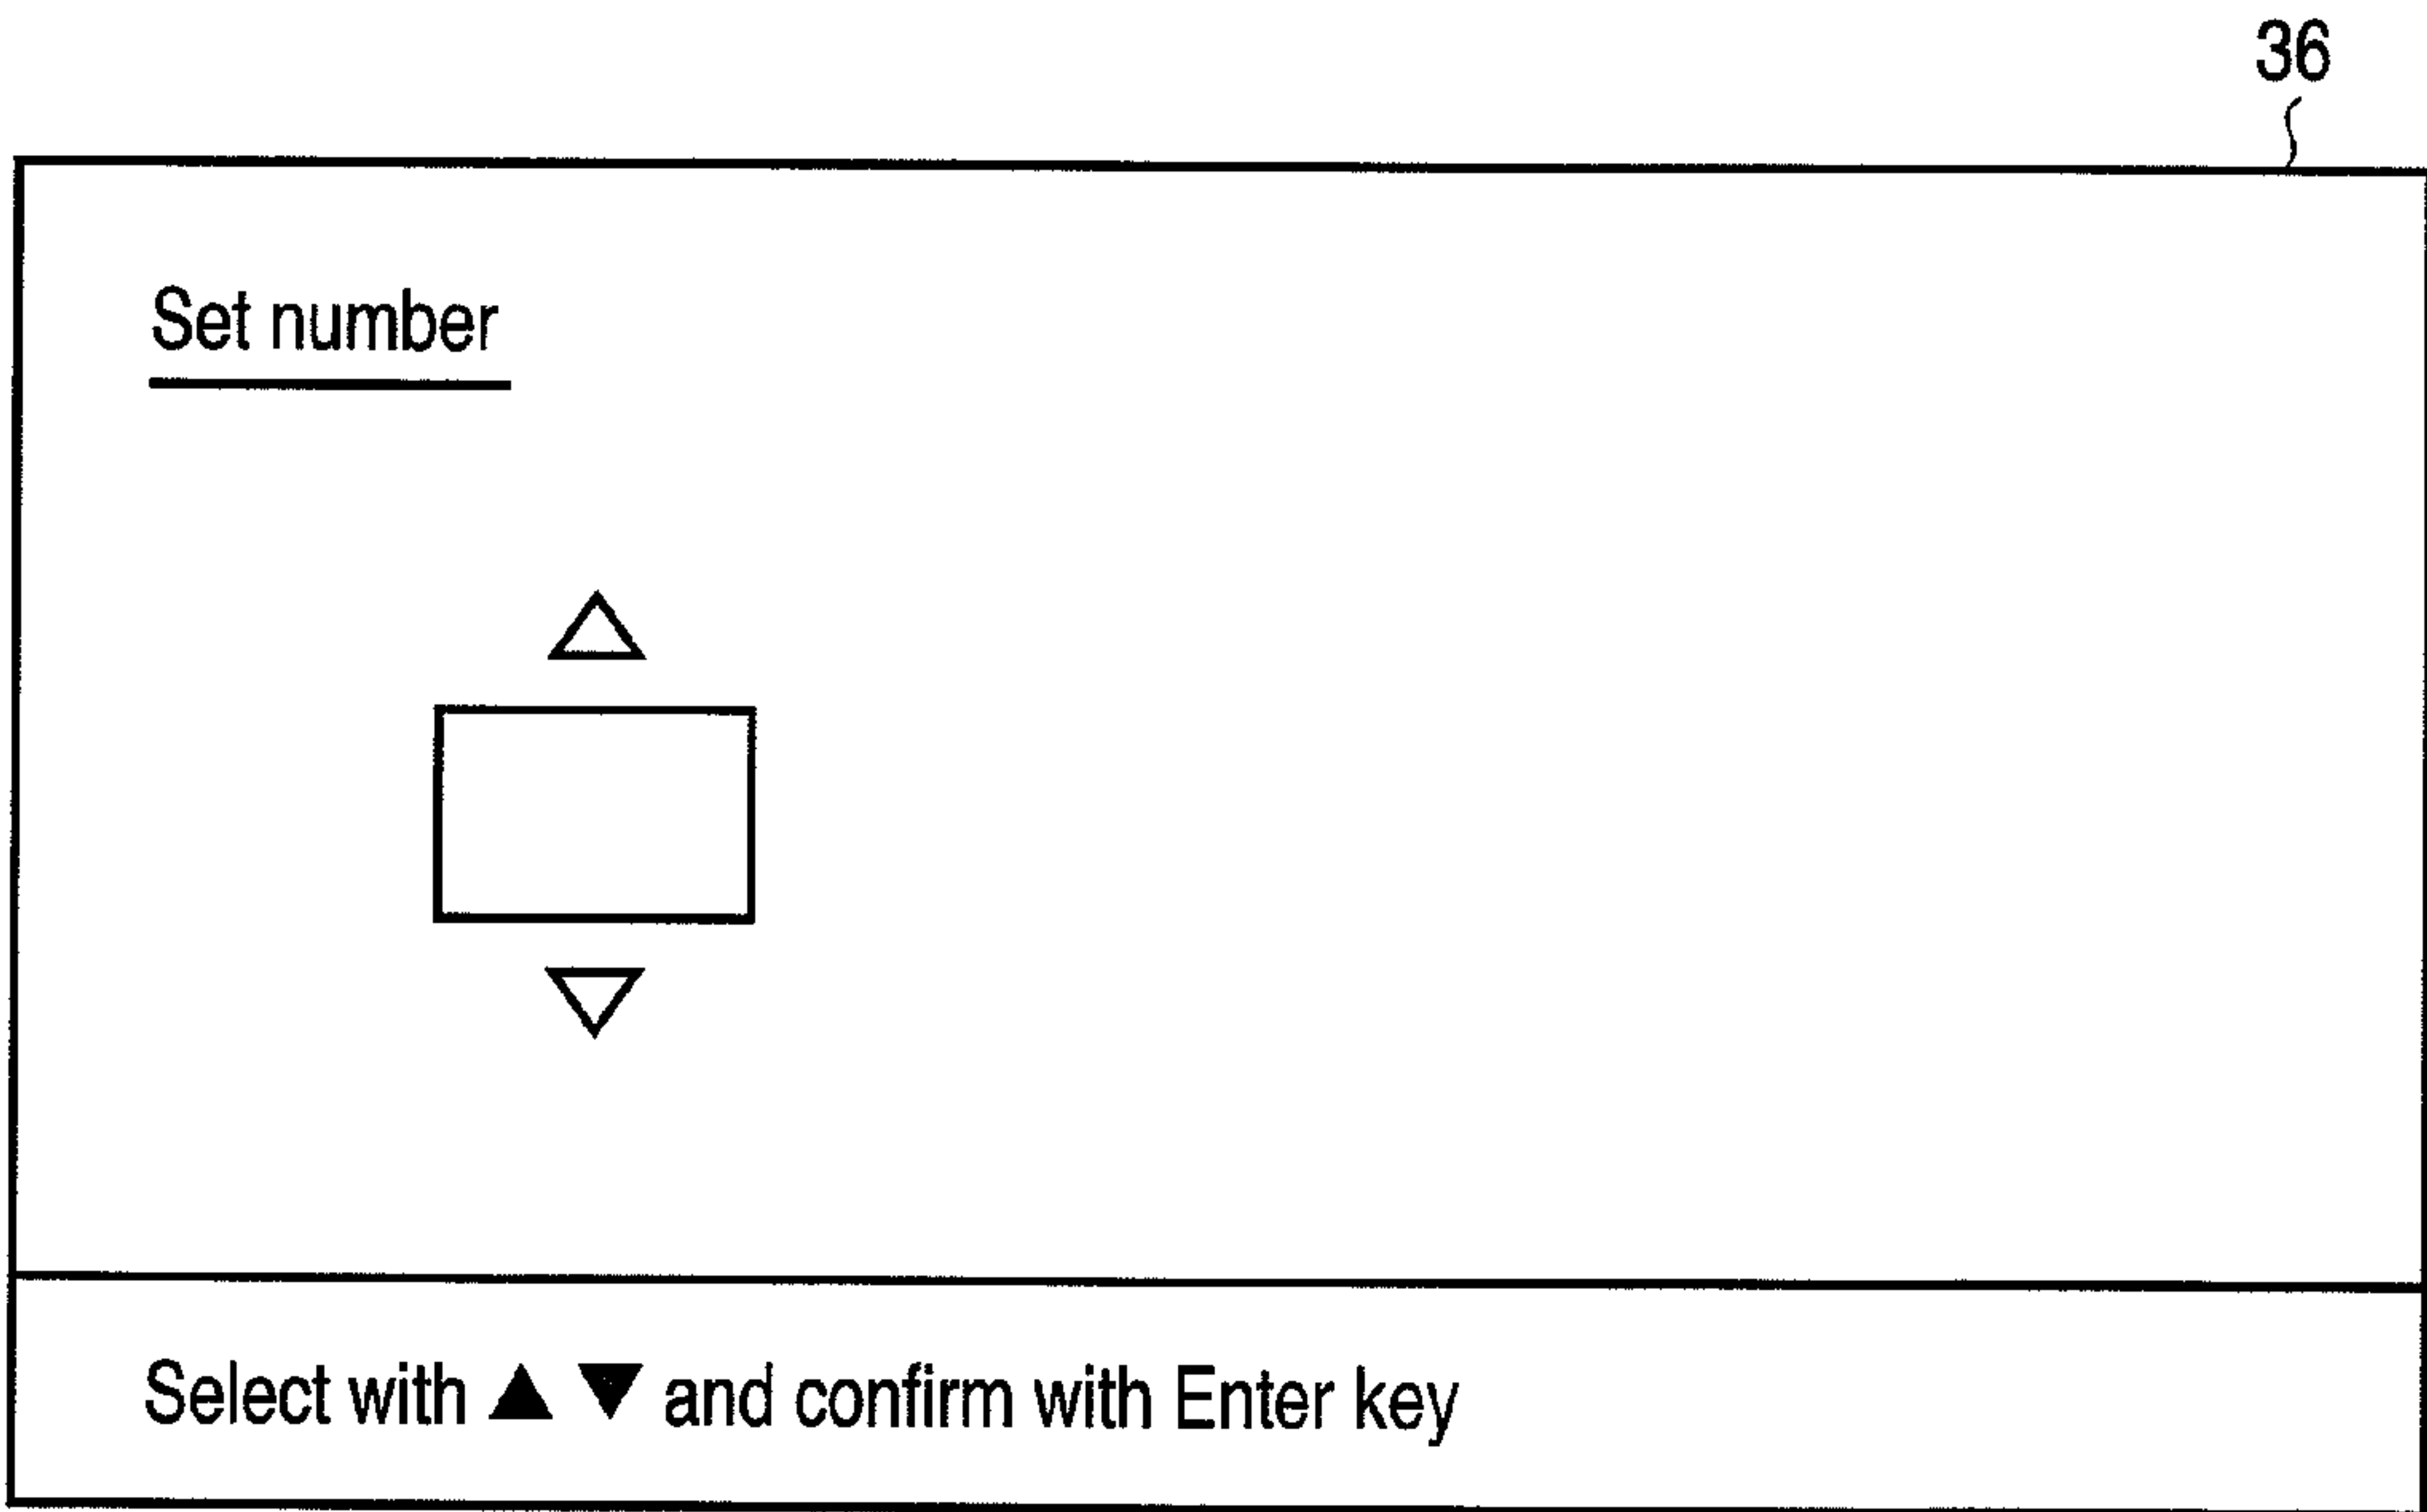 36
Set number
Select with ▲ ▼ and confirm with Enter key